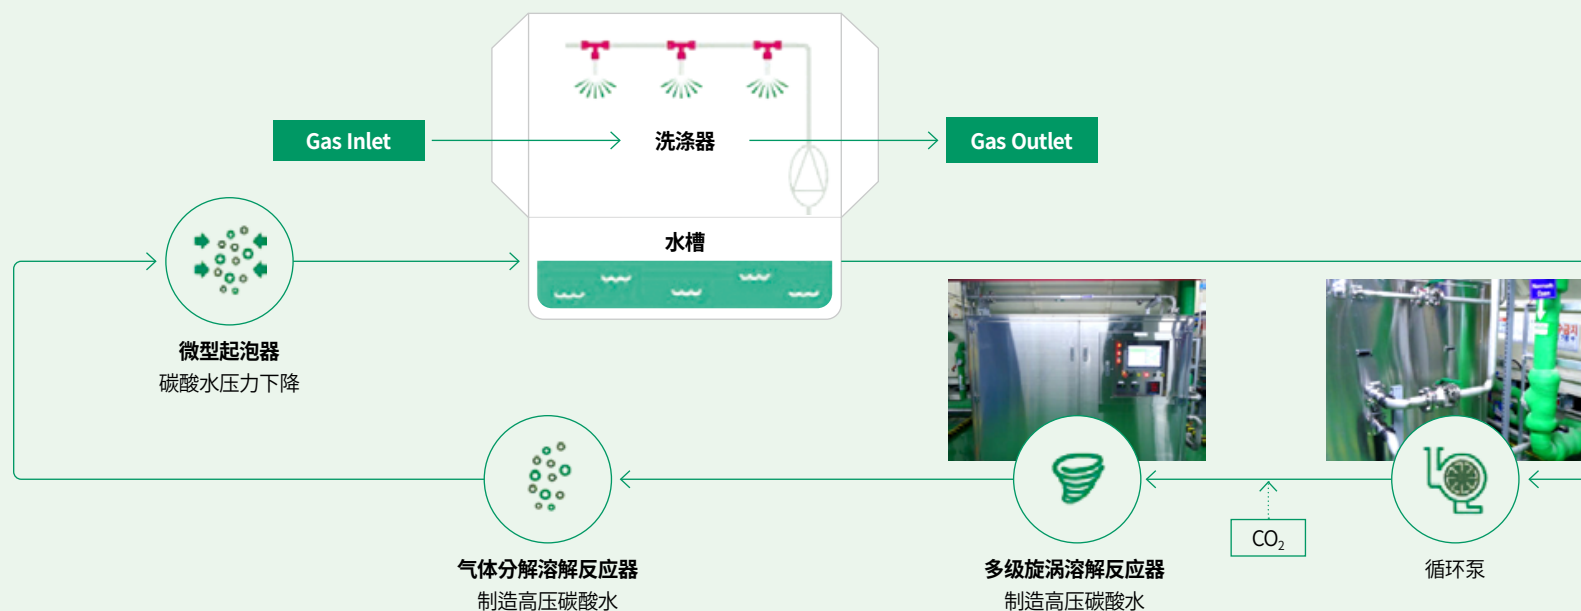 Gas Inlet
洗涤器
Gas Outlet
水槽
微型起泡器
碳酸水压力下降
气体分解溶解反应器
制造高压碳酸水
多级旋涡溶解反应器
制造高压碳酸水
CO₂
循环泵